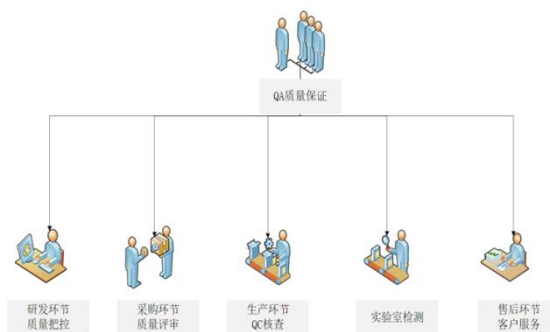 QA质量保证
研发环节
质量把控
采购环节
质量评审
生产环节
QC核查
实验室检测
售后环节
客户服务